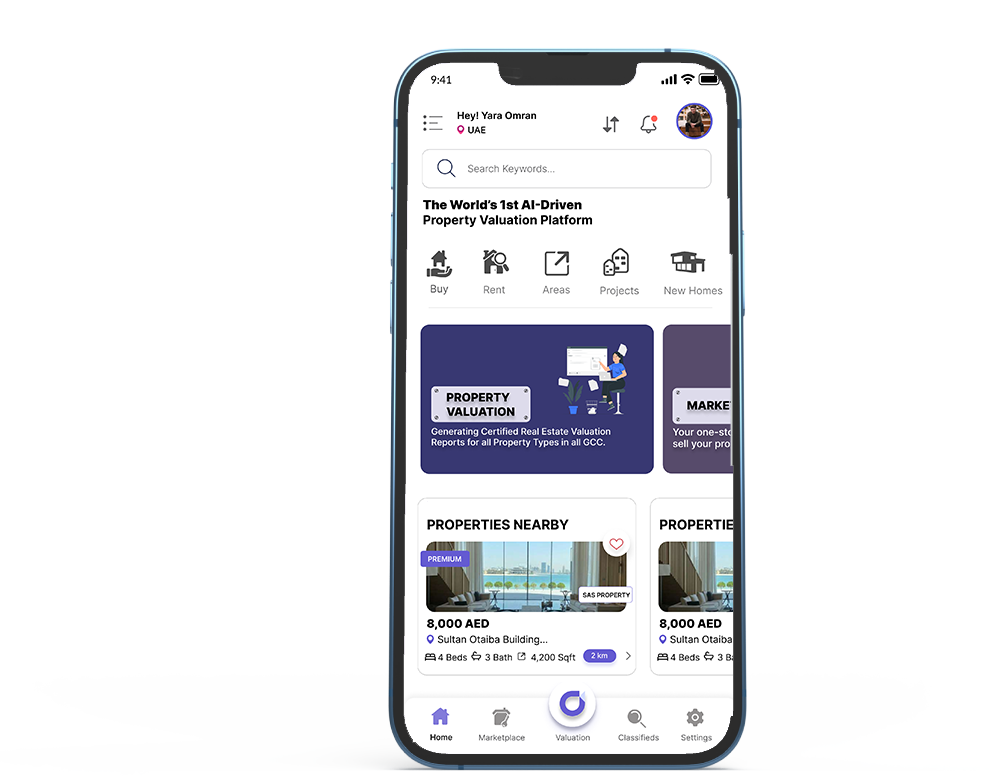 9:41
Hey! Yara Omran
UAE
Search Keywords...
The World's 1st AI-Driven
Property Valuation Platform
Buy
Rent
Areas
Projects
New Homes
PROPERTY
VALUATION
Generating Certified Real Estate Valuation
Reports for all Property Types in all GCC.
MARKE
Your one-sto
sell your pro
PROPERTIES NEARBY
PREMIUM
SAS PROPERTY
8,000 AED
Sultan Otaiba Building...
4 Beds 3 Bath 4,200 Sqft 2 km
PROPERTIE
8,000 AED
Sultan Otaiba
4 Beds 3 B
Home
Marketplace
Valuation
Classifieds
Settings